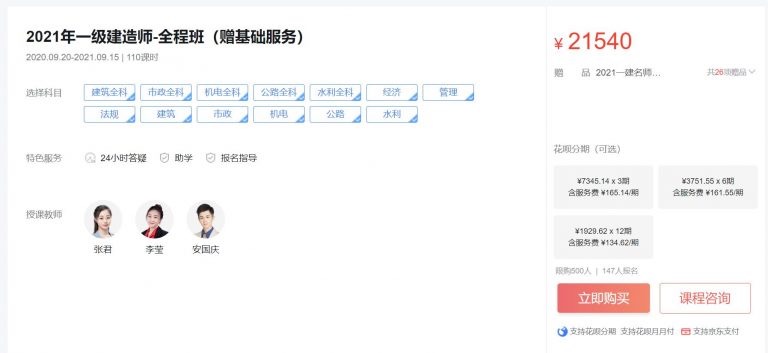 2021年一级建造师-全程班（赠基础服务）
2020.09.20-2021.09.15 | 110课时
选择科目
建筑全科 市政全科 机电全科 公路全科 水利全科 经济 管理
法规 建筑 市政 机电 公路 水利
特色服务 24小时答疑 助学 报名指导
授课教师
张君 李莹 安国庆
¥ 21540
赠 品 2021一建名师... 共26项赠品
花呗分期（可选）
¥7345.14 x 3期
含服务费 ¥165.14/期
¥3751.55 x 6期
含服务费 ¥161.55/期
¥1929.62 x 12期
含服务费 ¥134.62/期
限购500人 | 147人报名
立即购买 课程咨询
支持花呗分期 支持花呗月月付 支持京东支付